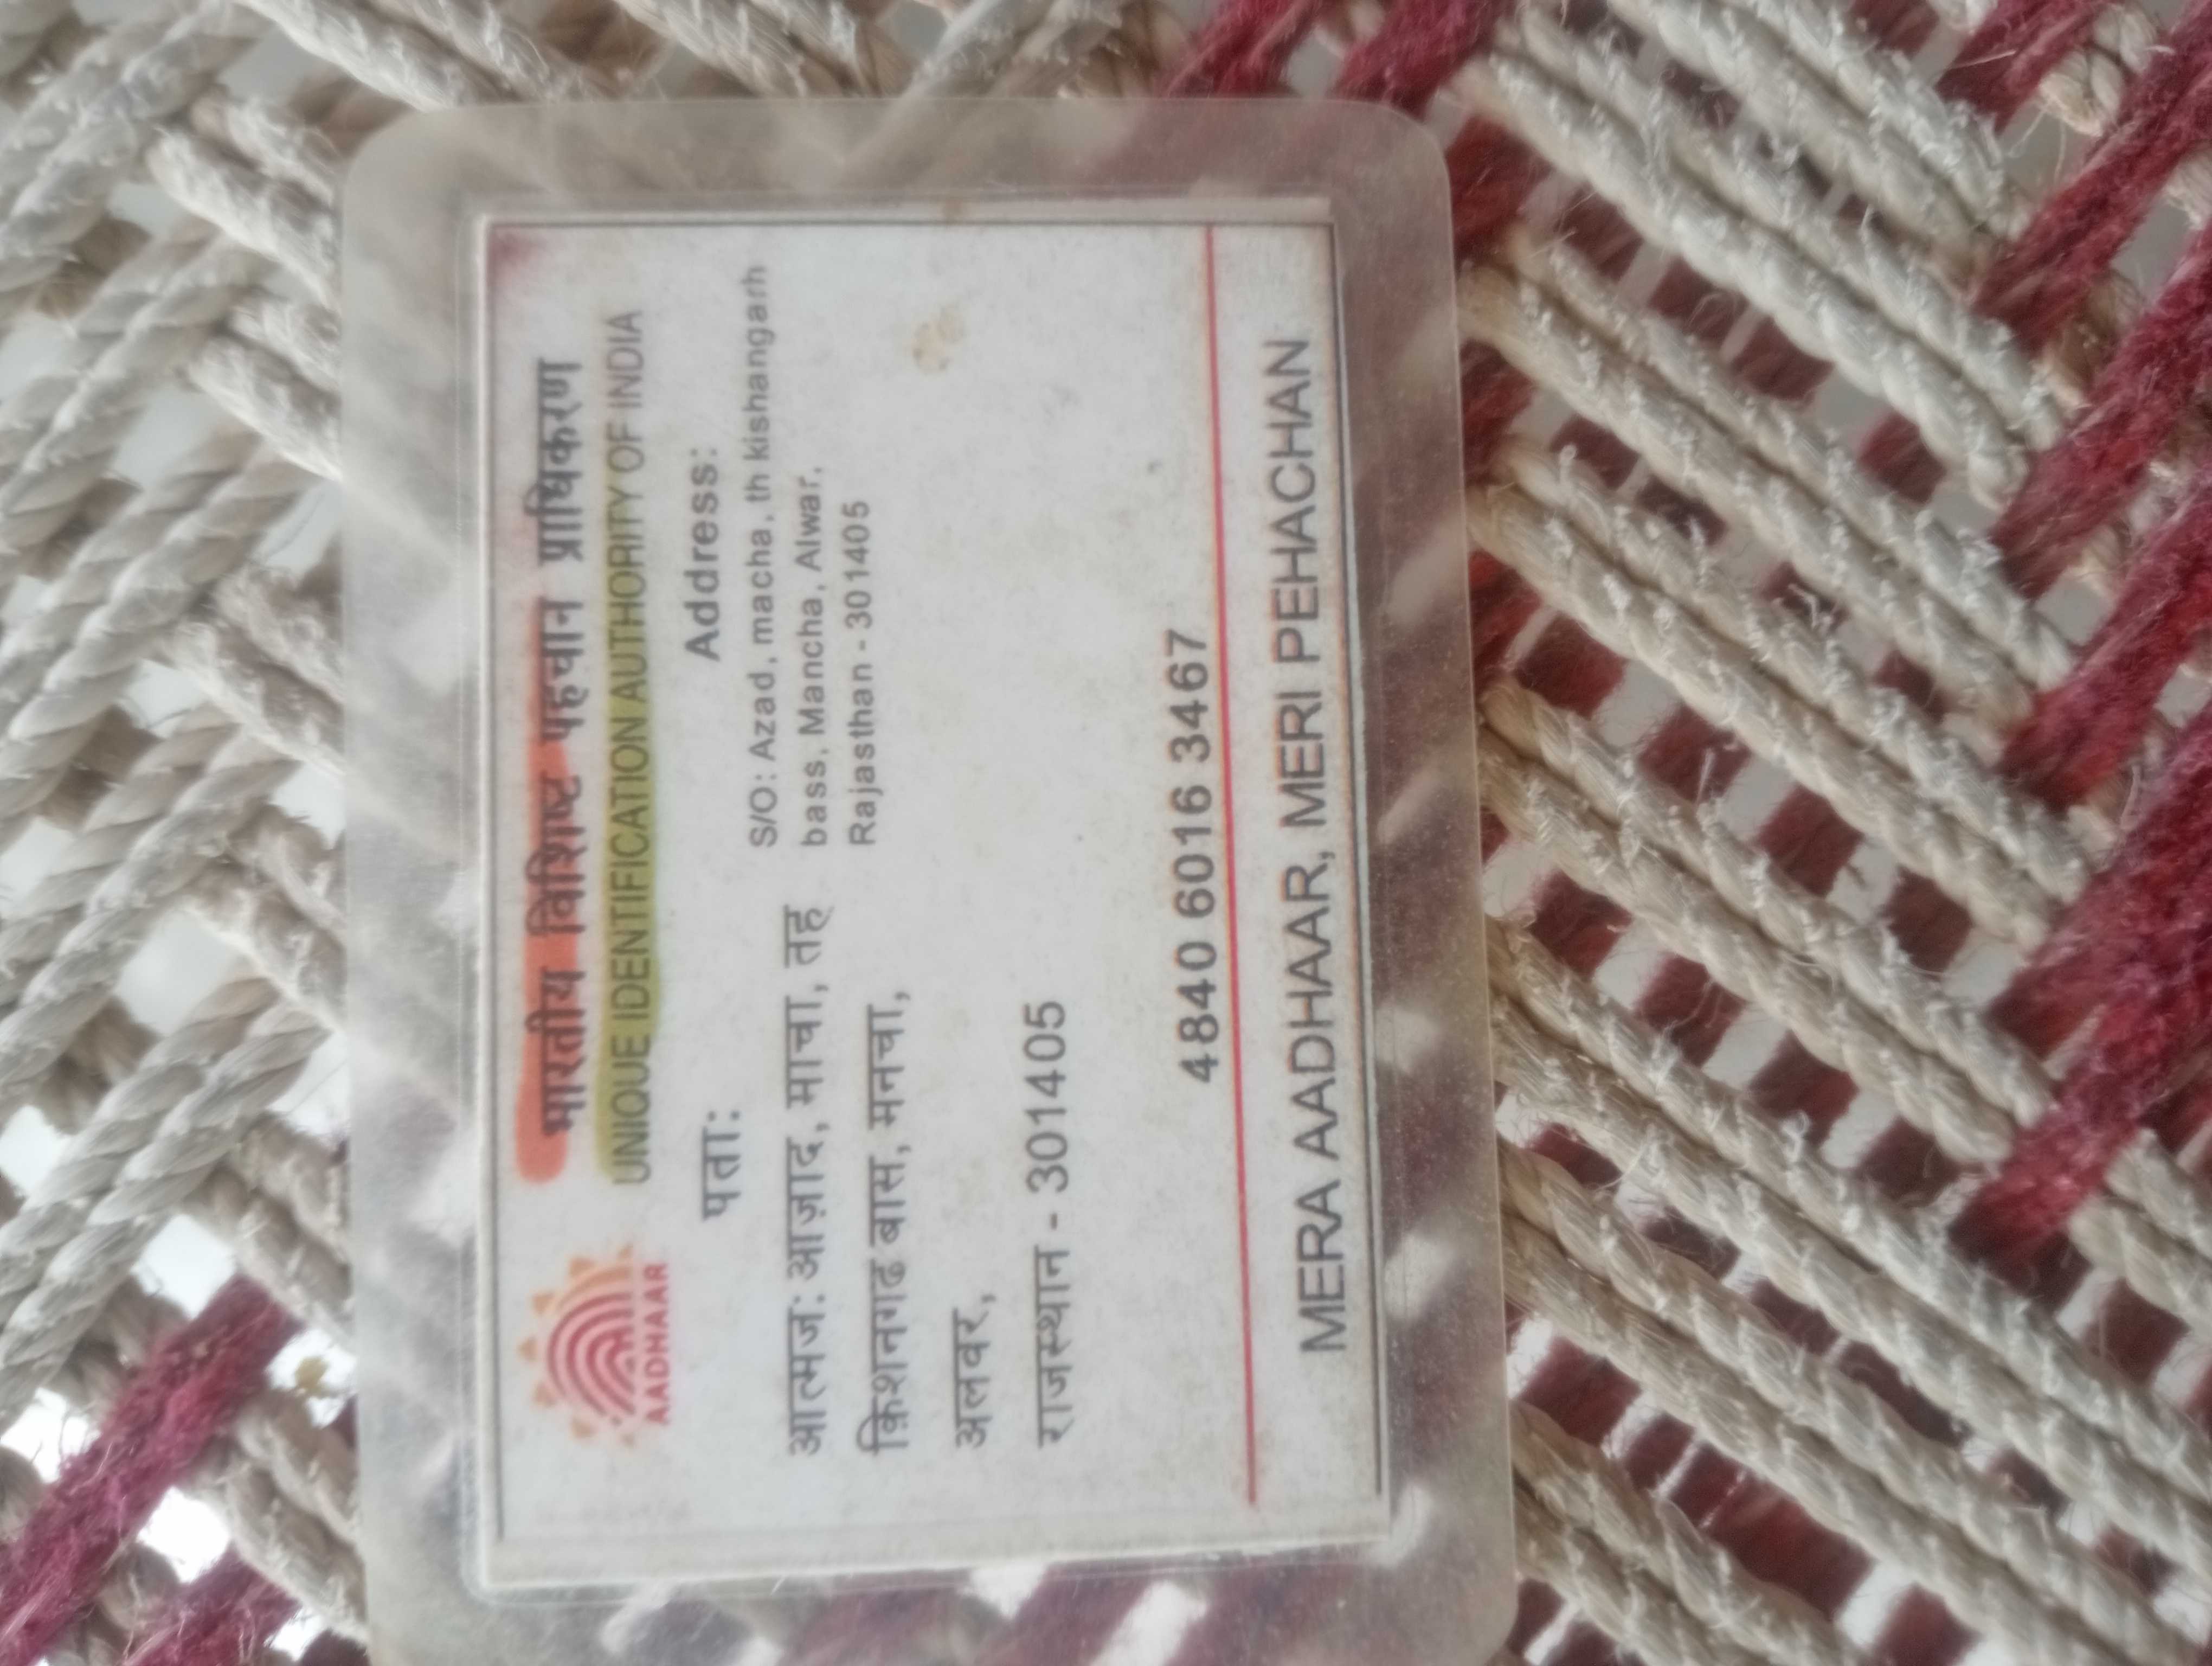 भारतीय विशिष्ट पहचान प्राधिकरण
UNIQUE IDENTIFICATION AUTHORITY OF INDIA
AADHAAR
पता:
आत्मज: आज़ाद, माचा, तह
क़िशनगढ बास, मनचा,
अलवर,
राजस्थान - 301405
Address:
S/O: Azad, macha, th kishangarh
bass, Mancha, Alwar,
Rajasthan - 301405
4840 6016 3467
MERA AADHAAR, MERI PEHACHAN